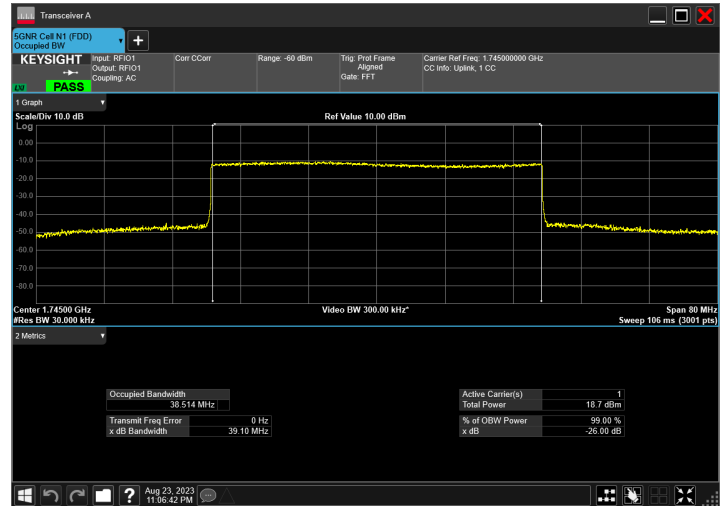 Transceiver A
5GNR Cell N1 (FDD)
Occupied BW
KEYSIGHT
Input: RFIO1
Output: RFIO1
Coupling: AC
Corr CCorr
Range: -60 dBm
Trig: Prot Frame
Aligned
Gate: FFT
Carrier Ref Freq: 1.745000000 GHz
CC Info: Uplink, 1 CC
LXI
PASS
1 Graph
Scale/Div 10.0 dB
Ref Value 10.00 dBm
Log
0.00
-10.0
-20.0
-30.0
-40.0
-50.0
-60.0
-70.0
-80.0
Center 1.74500 GHz
Video BW 300.00 kHz*
Span 80 MHz
#Res BW 30.000 kHz
Sweep 106 ms (3001 pts)
2 Metrics
Occupied Bandwidth
38.514 MHz
Transmit Freq Error 0 Hz
x dB Bandwidth 39.10 MHz
Active Carrier(s) 1
Total Power 18.7 dBm
% of OBW Power 99.00 %
x dB -26.00 dB
?
Aug 23, 2023
11:06:42 PM